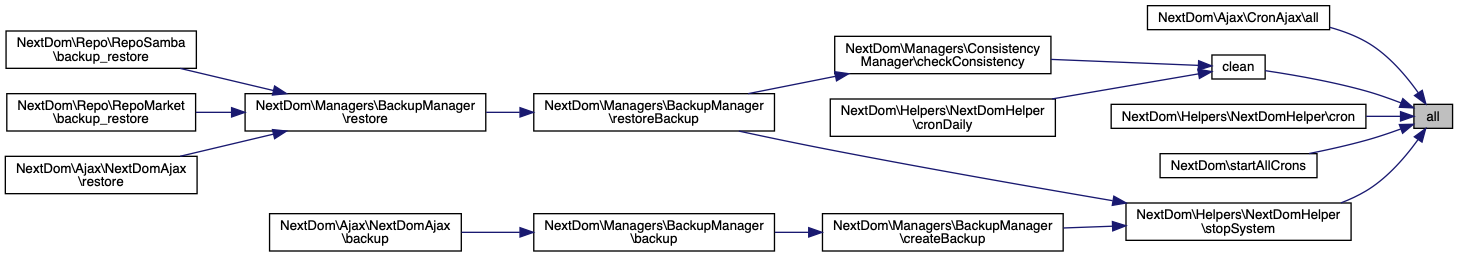 NextDom\Repo\RepoSamba
\backup_restore
NextDom\Repo\RepoMarket
\backup_restore
NextDom\Ajax\NextDomAjax
\restore
NextDom\Managers\BackupManager
\restore
NextDom\Ajax\NextDomAjax
\backup
NextDom\Managers\BackupManager
\restoreBackup
NextDom\Managers\BackupManager
\backup
NextDom\Managers\Consistency
Manager\checkConsistency
NextDom\Helpers\NextDomHelper
\cronDaily
NextDom\Managers\BackupManager
\createBackup
NextDom\Ajax\CronAjax\all
clean
NextDom\Helpers\NextDomHelper\cron
NextDom\startAllCrons
NextDom\Helpers\NextDomHelper
\stopSystem
all